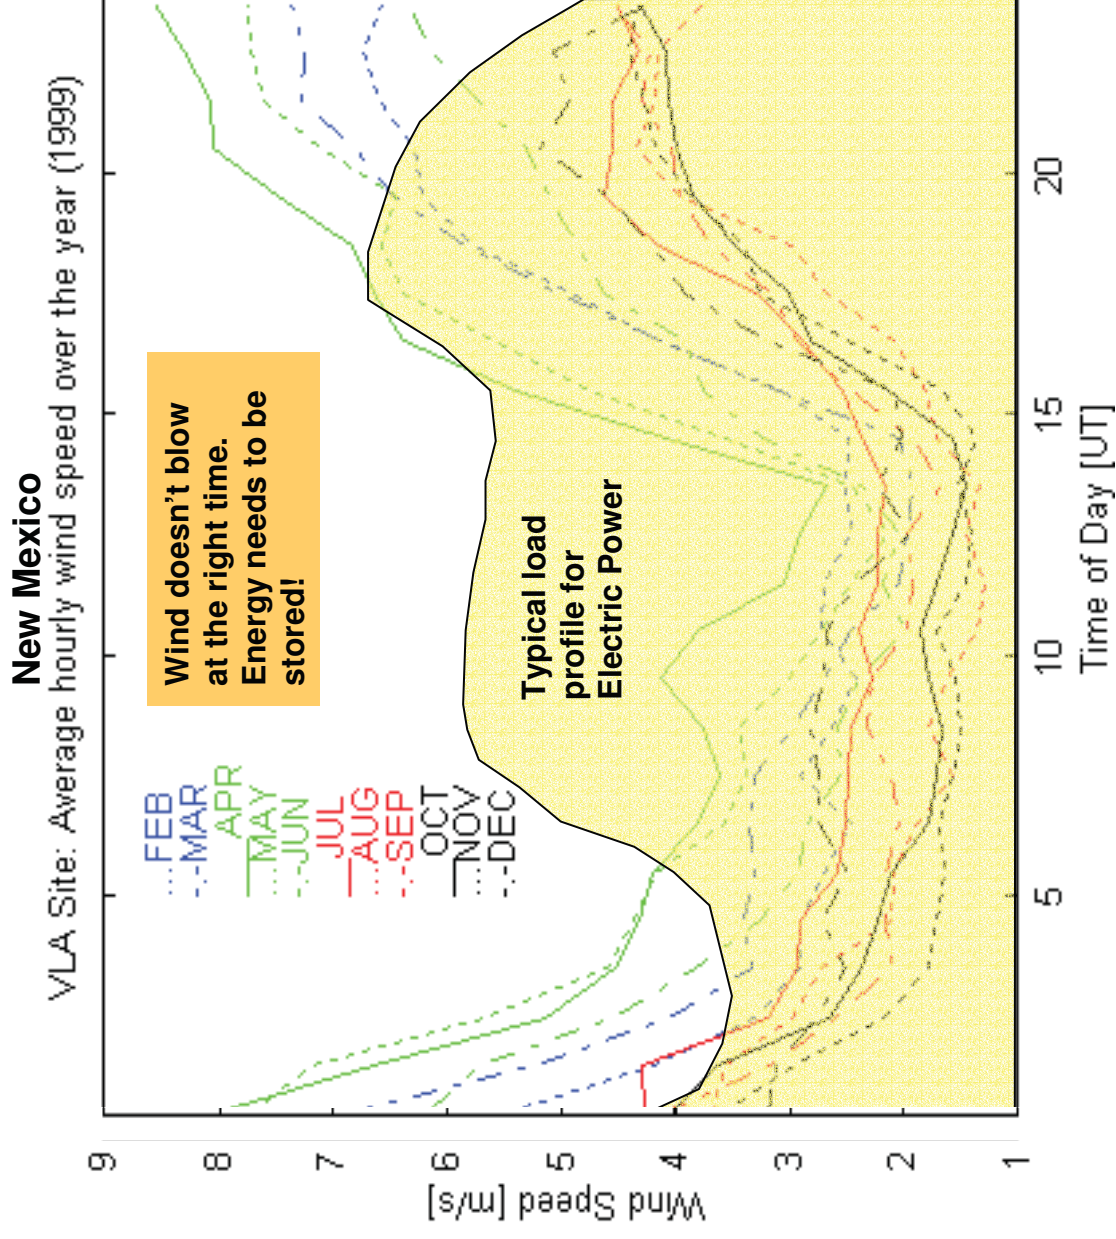 New Mexico
VLA Site: Average hourly wind speed over the year (1999)
Wind doesn't blow
at the right time.
Energy needs to be
stored!
FEB
MAR
APR
MAY
JUN
JUL
AUG
SEP
OCT
NOV
DEC
Typical load
profile for
Electric Power
9
8
7
6
5
4
3
2
1
Wind Speed [m/s]
5
10
15
20
Time of Day [UT]